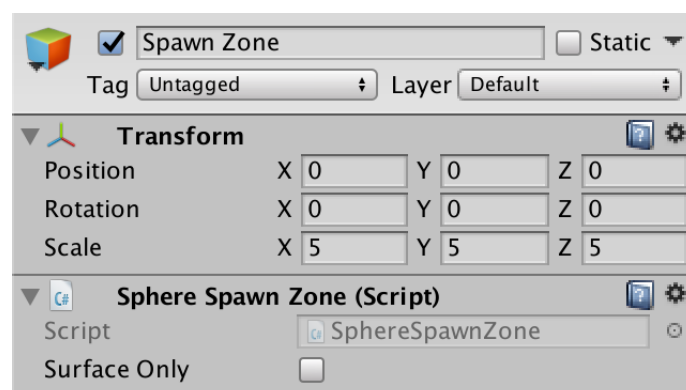 Spawn Zone Static
Tag Untagged Layer Default
Transform
Position X 0 Y 0 Z 0
Rotation X 0 Y 0 Z 0
Scale X 5 Y 5 Z 5
C# Sphere Spawn Zone (Script)
Script C# SphereSpawnZone
Surface Only